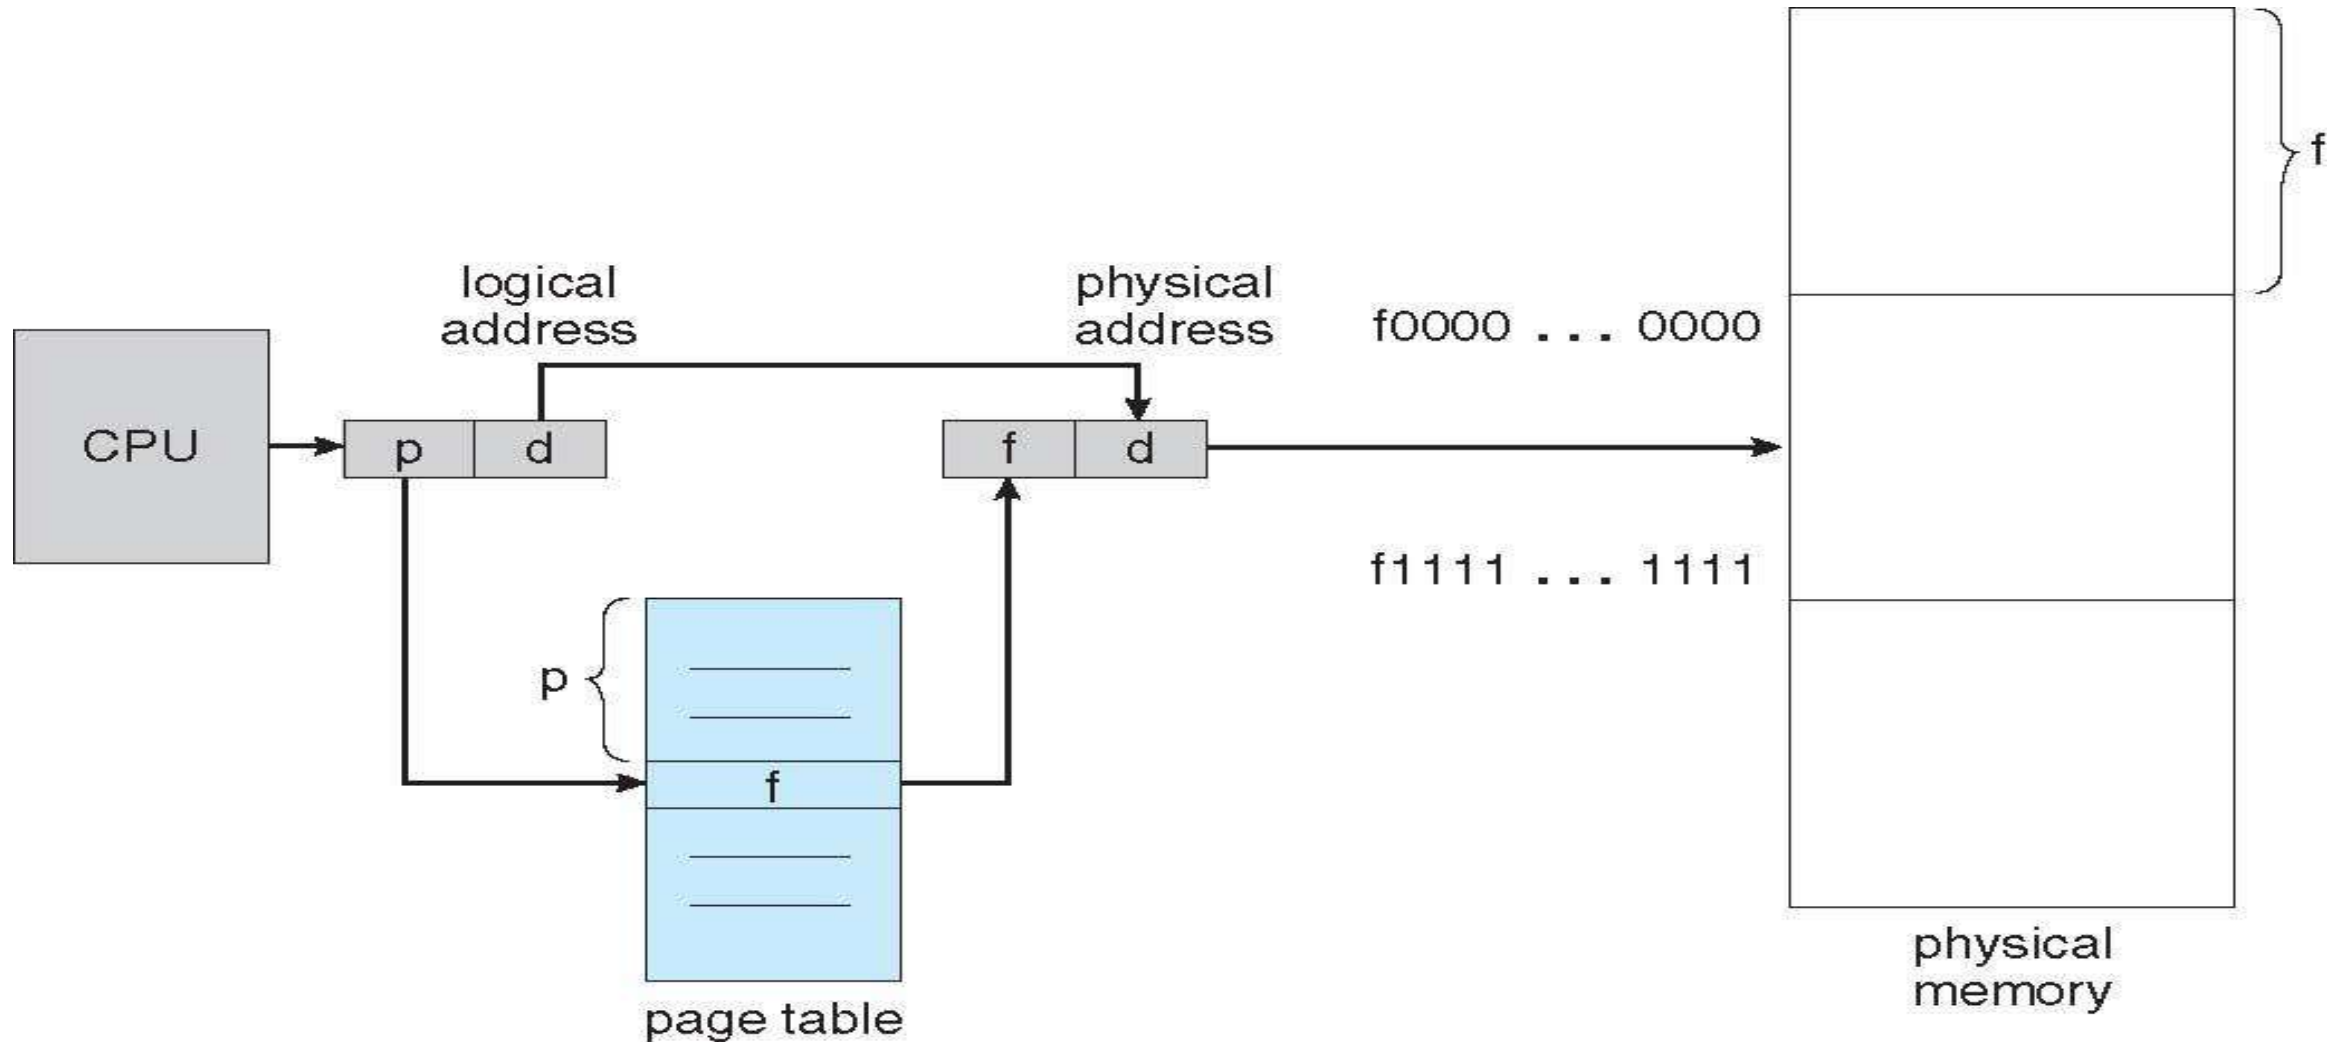 f
logical
address
physical
address
f0000 ... 0000
CPU
p
d
f
d
f1111 ... 1111
p
f
page table
physical
memory